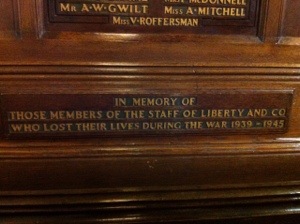 MCDONNELL
MR A·W·GWILT MISS A·MITCHELL
MISS V·ROFFERSMAN
IN MEMORY OF
THOSE MEMBERS OF THE STAFF OF LIBERTY AND CO
WHO LOST THEIR LIVES DURING THE WAR 1939 - 1945